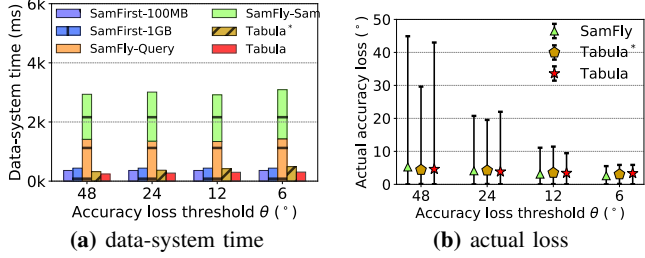 Data-system time (ms)
6k
4k
2k
0k
SamFirst-100MB
SamFirst-1GB
SamFly-Query
SamFly-Sam
Tabula*
Tabula
48 24 12 6
Accuracy loss threshold θ (°)
(a) data-system time
Actual accuracy loss (°)
50
40
30
20
10
0
SamFly
Tabula*
Tabula
48 24 12 6
Accuracy loss threshold θ (°)
(b) actual loss